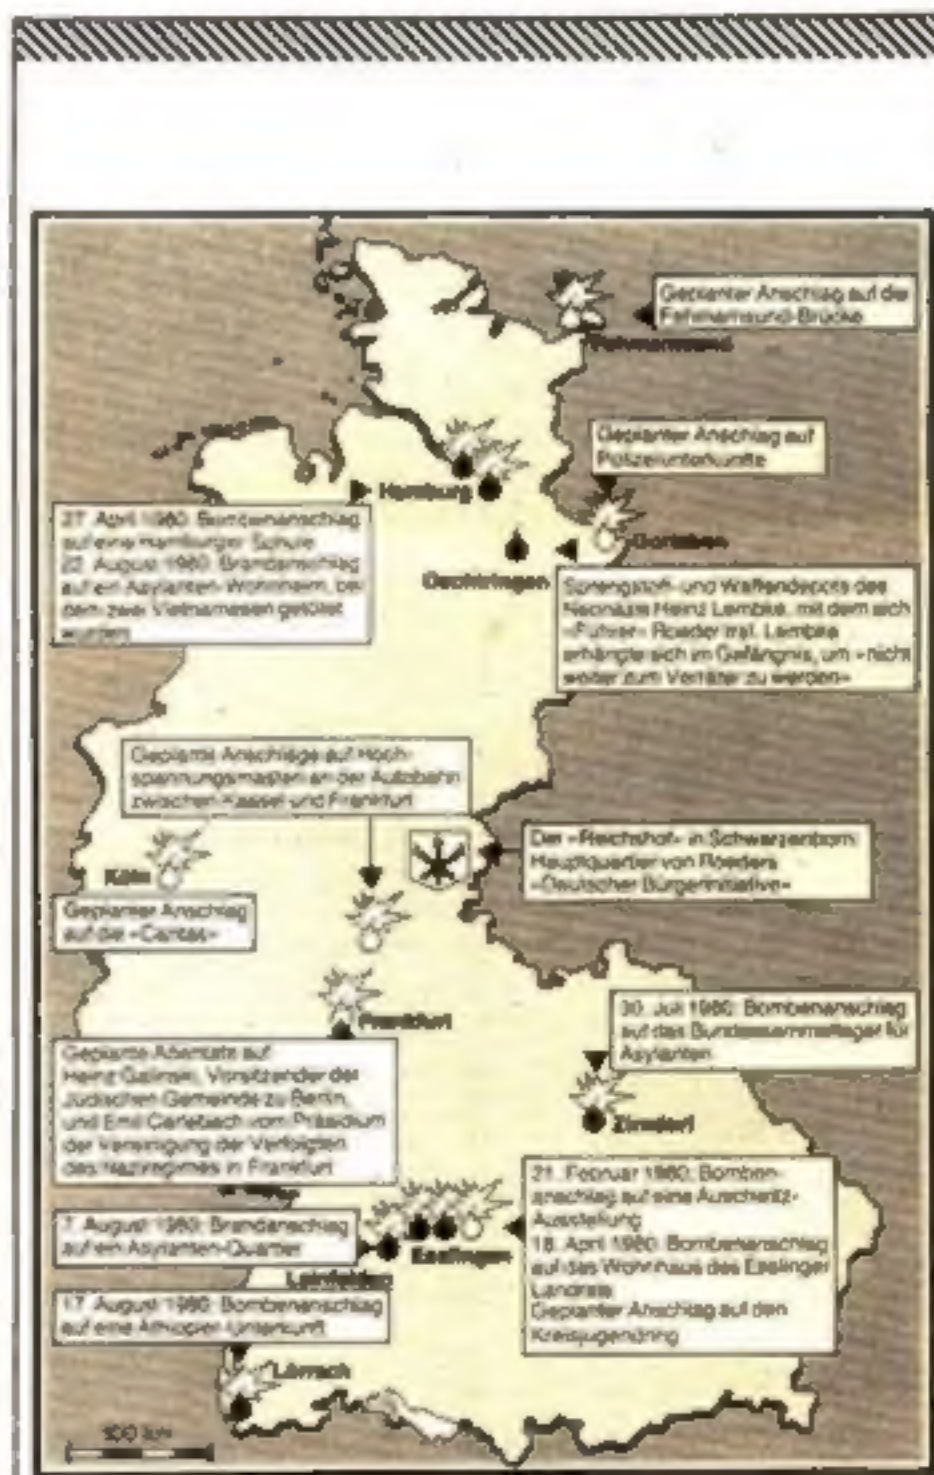 Geplanter Anschlag auf die
Fehmarnsund-Brücke
Fehmarnsund
Geplanter Anschlag auf
Polizeiunterkünfte
Hamburg
Gorleben
27. April 1980: Bombenanschlag
auf eine Hamburger Schule
22. August 1980: Brandanschlag
auf ein Asylanten-Wohnheim, bei
dem zwei Vietnamesen getötet
wurden
Oechtringen
Sprengstoff- und Waffendepots des
Neonazis Heinz Lembke, mit dem sich
»Führer« Roeder traf. Lembke
erhängte sich im Gefängnis, um »nicht
weiter zum Verräter zu werden«
Geplante Anschläge auf Hoch-
spannungsmasten an der Autobahn
zwischen Kassel und Frankfurt
Der »Reichshof« in Schwarzenborn:
Hauptquartier von Roeders
»Deutscher Bürgerinitiative«
Köln
Geplanter Anschlag
auf die »Caritas«
Frankfurt
30. Juli 1980: Bombenanschlag
auf das Bundessammellager für
Asylanten
Geplante Attentate auf
Heinz Galinski, Vorsitzender der
Jüdischen Gemeinde zu Berlin,
und Emil Carlebach vom Präsidium
der Vereinigung der Verfolgten
des Naziregimes in Frankfurt
Zirndorf
21. Februar 1980: Bomben-
anschlag auf eine Auschwitz-
Ausstellung
18. April 1980: Bombenanschlag
auf das Wohnhaus des Esslinger
Landrats
Geplanter Anschlag auf den
Kreisjugendring
7. August 1980: Brandanschlag
auf ein Asylanten-Quartier
Esslingen
Leinfelden
17. August 1980: Bombenanschlag
auf eine Äthiopier-Unterkunft
Lörrach
100 km